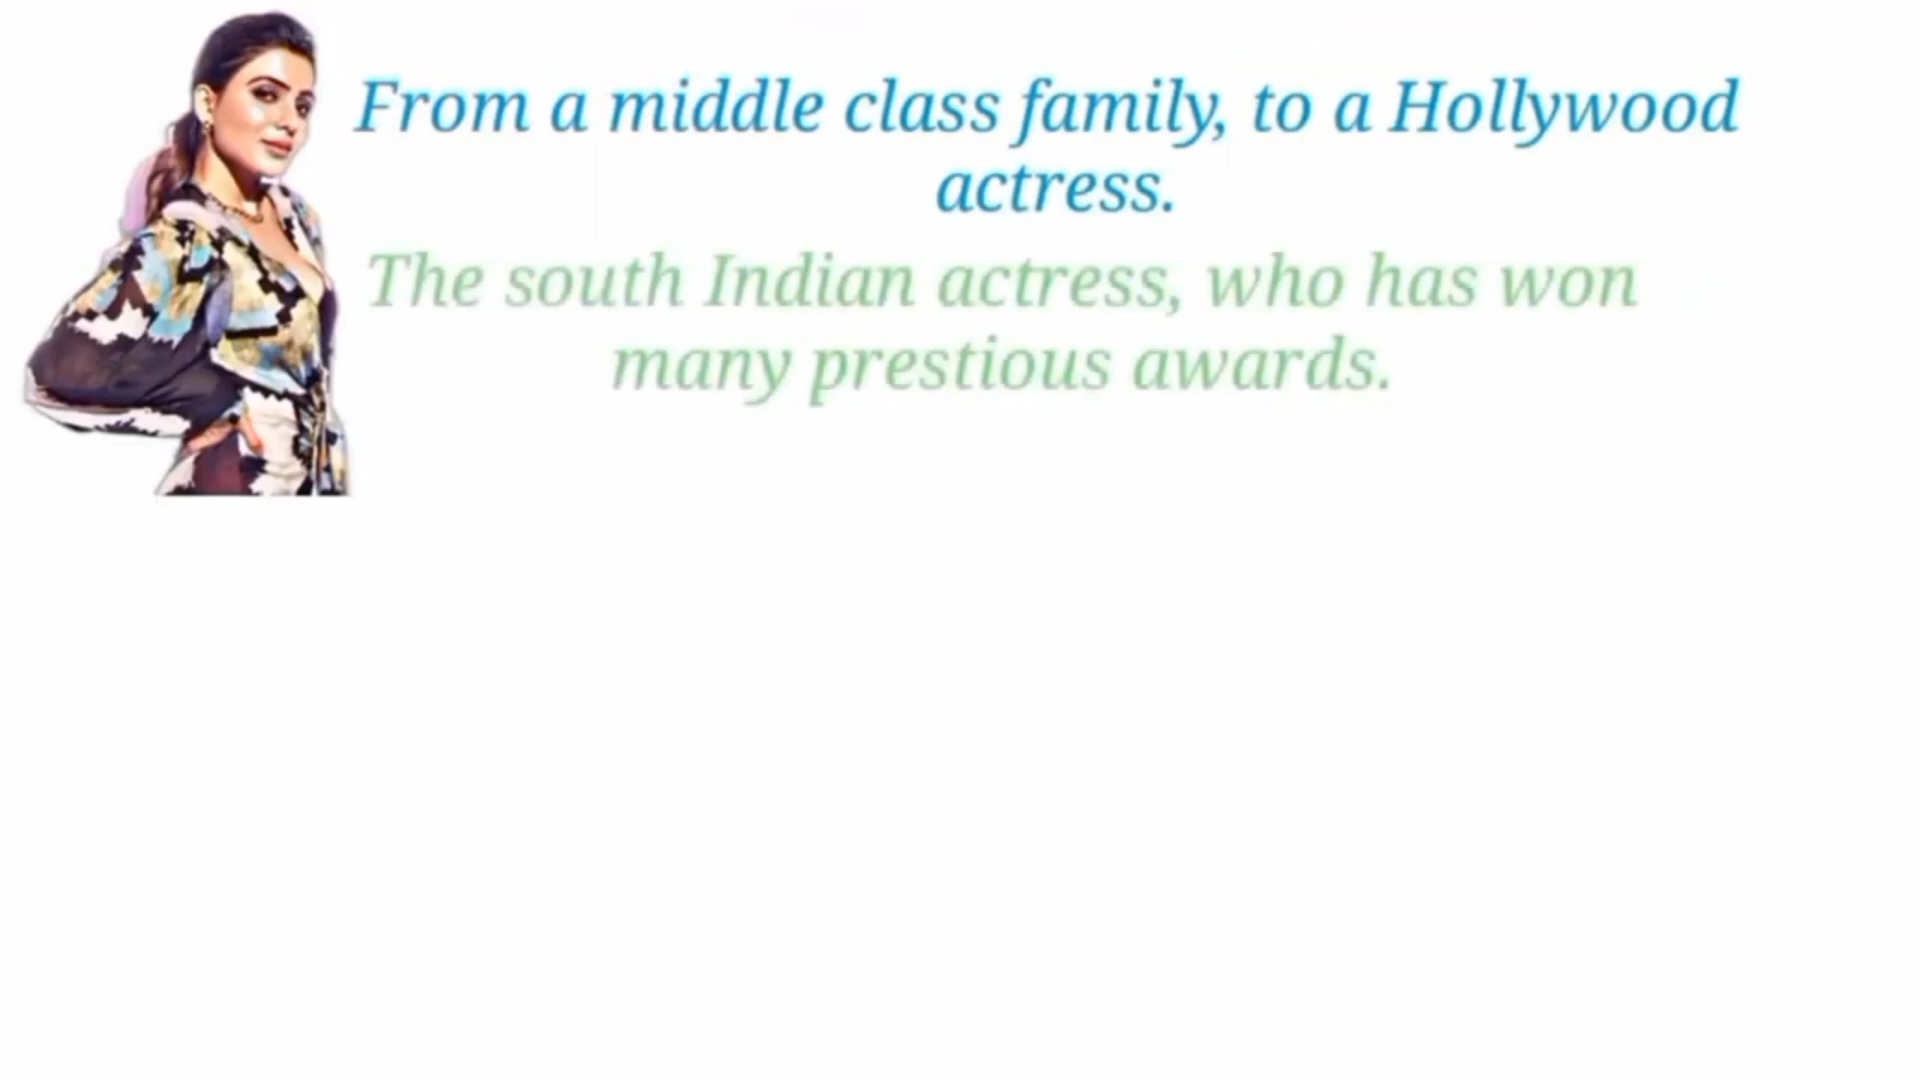 From a middle class family, to a Hollywood
actress.
The south Indian actress, who has won
many prestious awards.